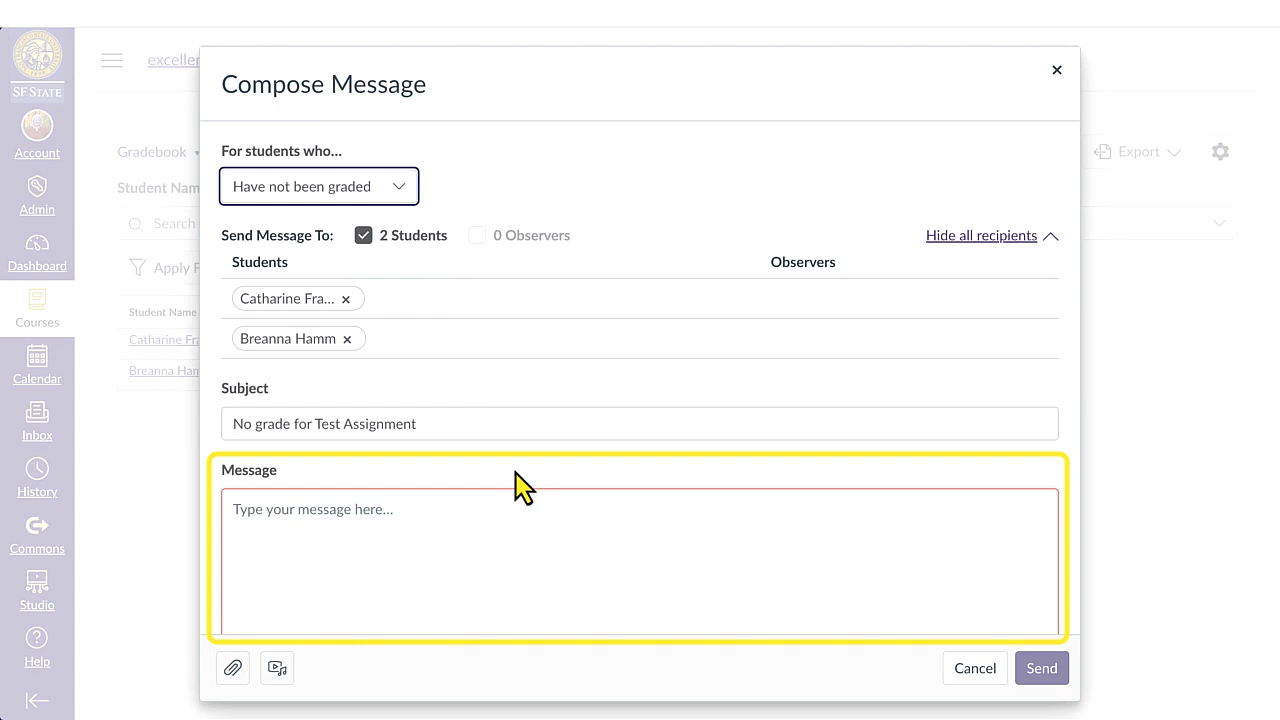 SF STATE
Account
Admin
Dashboard
Courses
Calendar
Inbox
History
Commons
Studio
Help
Gradebook
Export
Student Nam
Search
Apply F
Student Name
Catharine Fra
Breanna Ham
Compose Message
For students who...
Have not been graded
Send Message To: 2 Students 0 Observers Hide all recipients
Students Observers
Catharine Fra...
Breanna Hamm
Subject
No grade for Test Assignment
Message
Type your message here...
Cancel Send